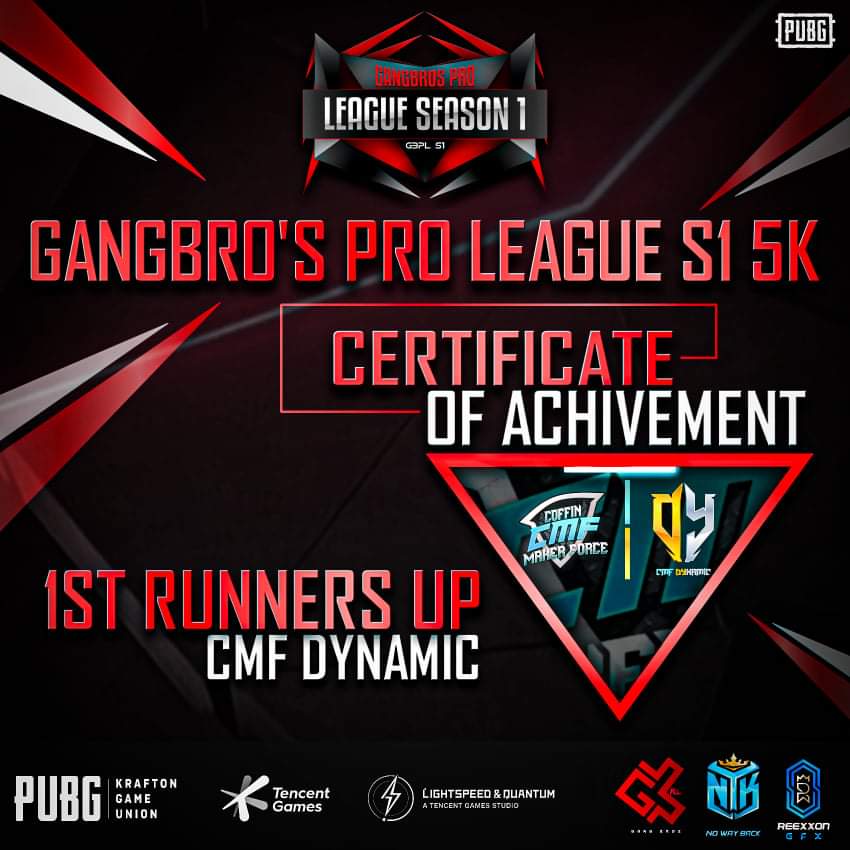 PUBG
GANGBROS PRO
LEAGUE SEASON 1
GBPL S1
GANGBRO'S PRO LEAGUE S1 5K
CERTIFICATE
OF ACHIVEMENT
COFFIN
CMF
MAKER FORCE
DY
CMF DYNAMIC
1ST RUNNERS UP
CMF DYNAMIC
PUBG
KRAFTON
GAME
UNION
Tencent
Games
LIGHTSPEED & QUANTUM
A TENCENT GAMES STUDIO
GANG BROS
NTK
NO WAY BACK
REEXXON
GFX